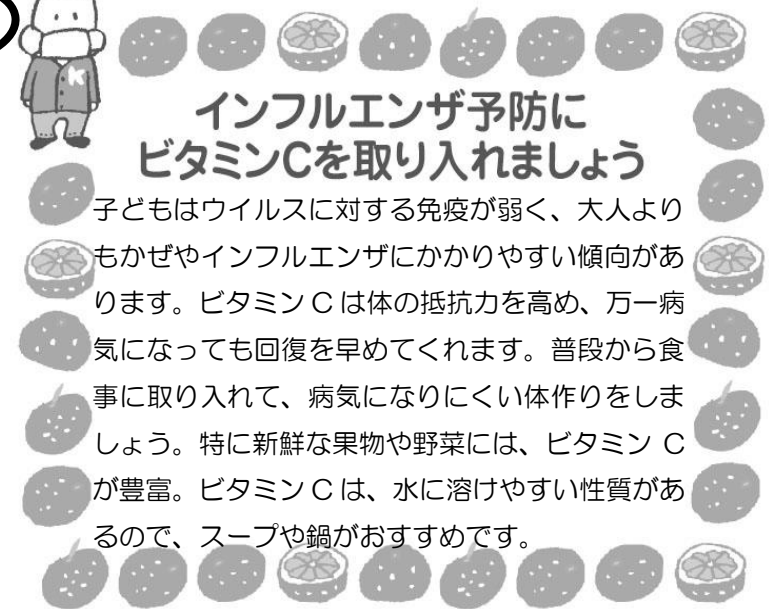 K
インフルエンザ予防に
ビタミンCを取り入れましょう
子どもはウイルスに対する免疫が弱く、大人より
もかぜやインフルエンザにかかりやすい傾向があ
ります。ビタミンCは体の抵抗力を高め、万一病
気になっても回復を早めてくれます。普段から食
事に取り入れて、病気になりにくい体作りをしま
しょう。特に新鮮な果物や野菜には、ビタミン C
が豊富。ビタミンCは、水に溶けやすい性質があ
るので、スープや鍋がおすすめです。